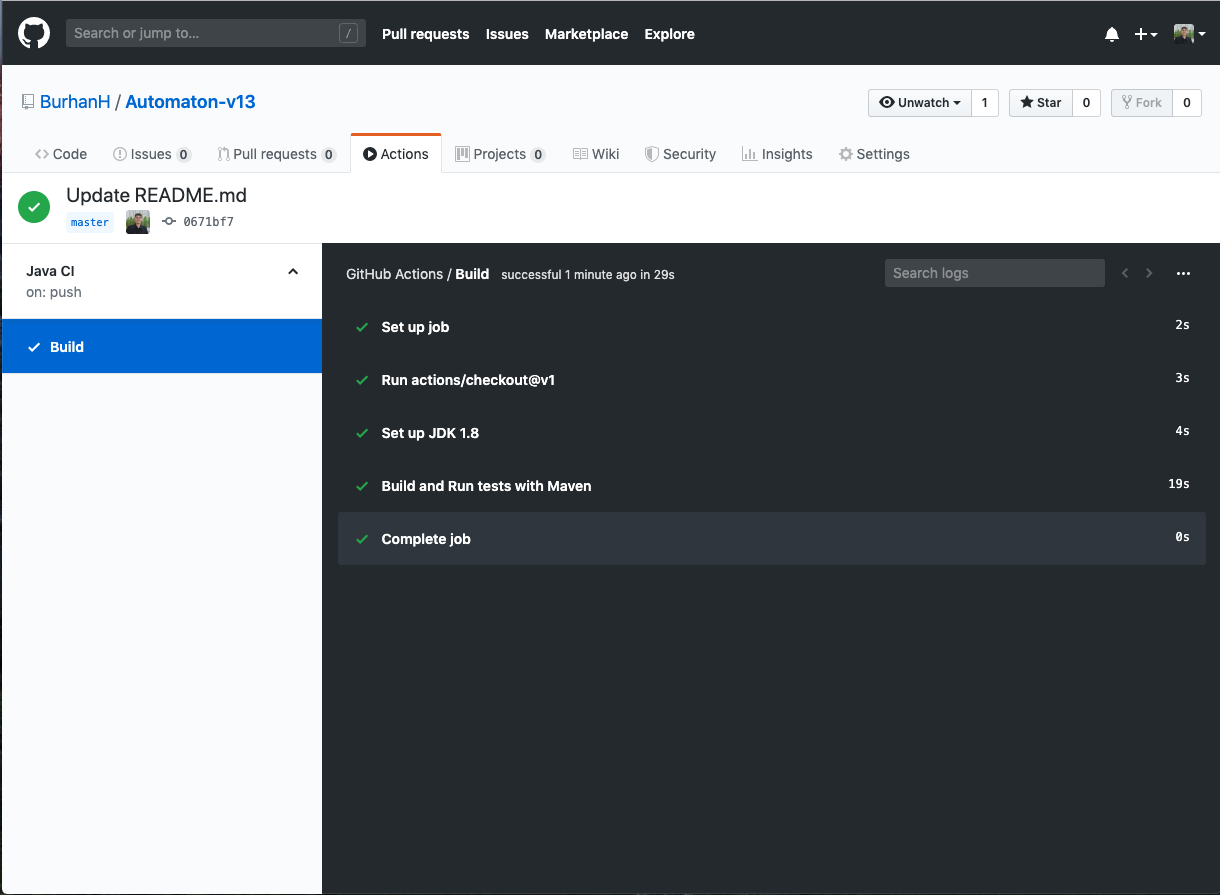 Search or jump to... / Pull requests Issues Marketplace Explore
BurhanH / Automaton-v13 Unwatch 1 Star 0 Fork 0
Code Issues 0 Pull requests 0 Actions Projects 0 Wiki Security Insights Settings
Update README.md
master 0671bf7
Java CI
on: push
Build
GitHub Actions / Build successful 1 minute ago in 29s Search logs
Set up job 2s
Run actions/checkout@v1 3s
Set up JDK 1.8 4s
Build and Run tests with Maven 19s
Complete job 0s